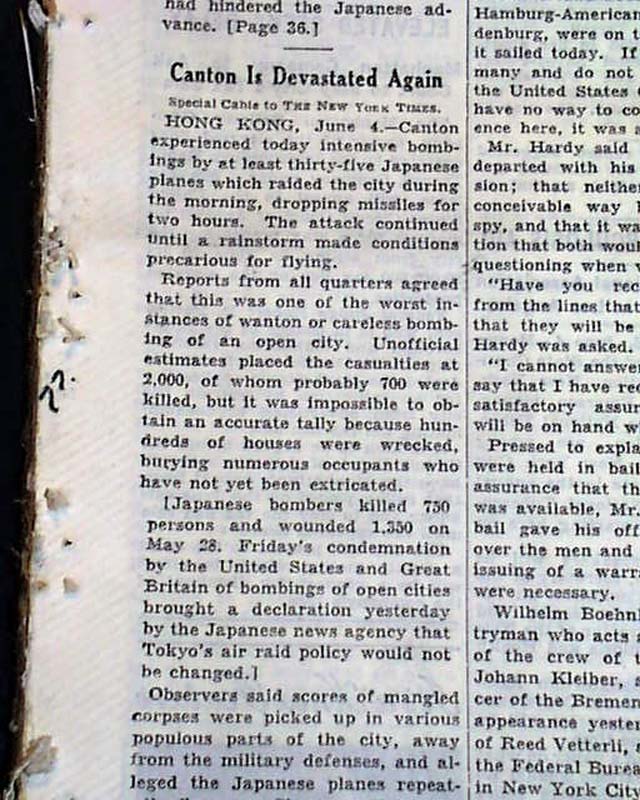 had hindered the Japanese ad-
vance. [Page 36.]
Canton Is Devastated Again
Special Cable to THE NEW YORK TIMES.
HONG KONG, June 4.—Canton
experienced today intensive bomb-
ings by at least thirty-five Japanese
planes which raided the city during
the morning, dropping missiles for
two hours. The attack continued
until a rainstorm made conditions
precarious for flying.
Reports from all quarters agreed
that this was one of the worst in-
stances of wanton or careless bomb-
ing of an open city. Unofficial
estimates placed the casualties at
2,000, of whom probably 700 were
killed, but it was impossible to ob-
tain an accurate tally because hun-
dreds of houses were wrecked,
burying numerous occupants who
have not yet been extricated.
[Japanese bombers killed 750
persons and wounded 1,350 on
May 28. Friday's condemnation
by the United States and Great
Britain of bombings of open cities
brought a declaration yesterday
by the Japanese news agency that
Tokyo's air raid policy would not
be changed.]
Observers said scores of mangled
corpses were picked up in various
populous parts of the city, away
from the military defenses, and al-
leged the Japanese planes repeat-
Hamburg-American
denburg, were on t
it sailed today. If
many and do not
the United States
have no way to co
ence here, it was a
Mr. Hardy said
departed with his
sion; that neithe
conceivable way
spy, and that it wa
tion that both woul
questioning when
"Have you rec
from the lines that
that they will be
Hardy was asked.
"I cannot answe
say that I have re
satisfactory assur
will be on hand w
Pressed to expla
were held in bail
assurance that th
was available, Mr.
bail gave his off
over the men and
issuing of a warr
were necessary.
Wilhelm Boehn
tryman who acts
of the crew of t
Johann Kleiber, s
cer of the Bremen
appearance yester
of Reed Vetterli, a
the Federal Burea
in New York City